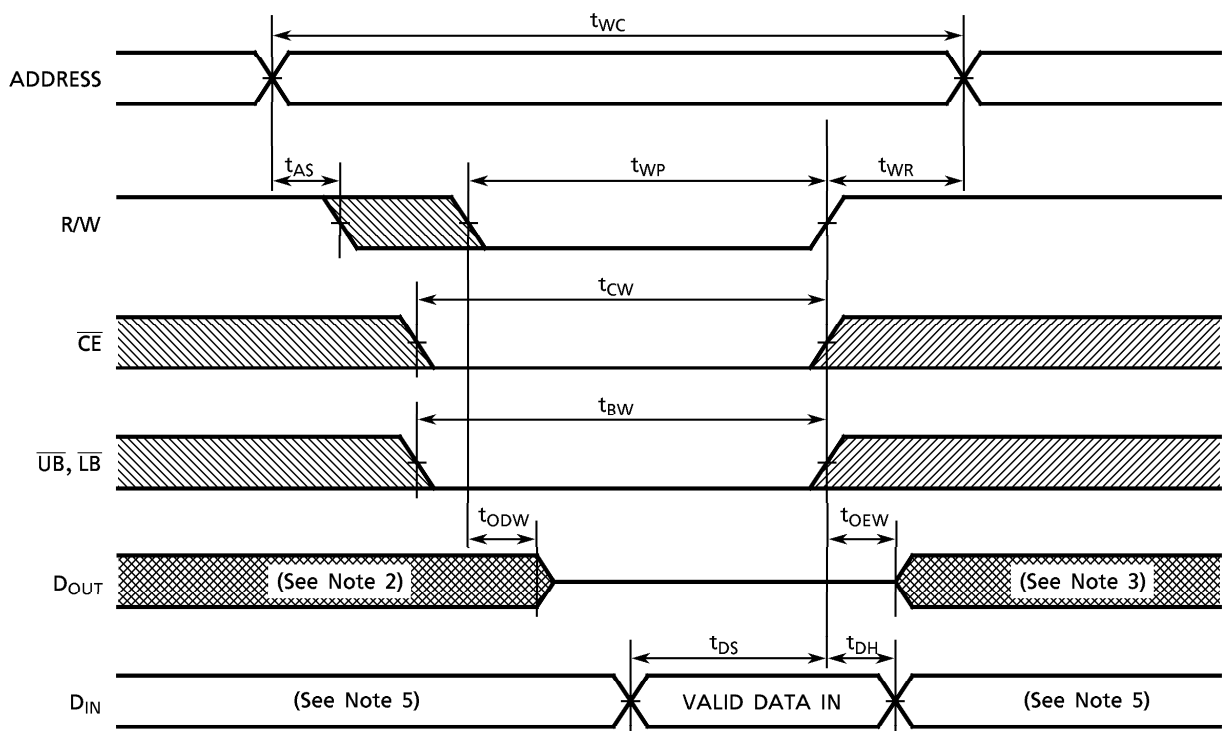 tWC
ADDRESS
tAS
tWP
tWR
R/W
tCW
CE
tBW
UB, LB
tODW
tOEW
DOUT
(See Note 2)
(See Note 3)
tDS
tDH
DIN
(See Note 5)
VALID DATA IN
(See Note 5)